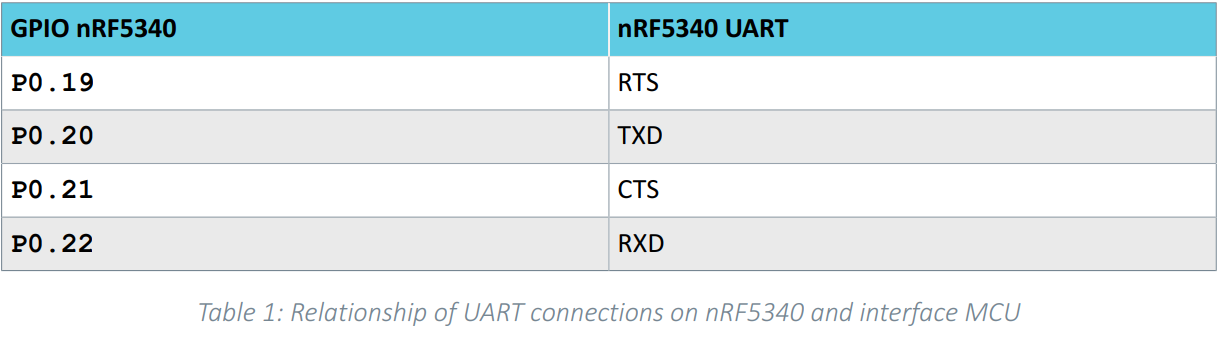 GPIO nRF5340 nRF5340 UART
P0.19 RTS
P0.20 TXD
P0.21 CTS
P0.22 RXD
Table 1: Relationship of UART connections on nRF5340 and interface MCU